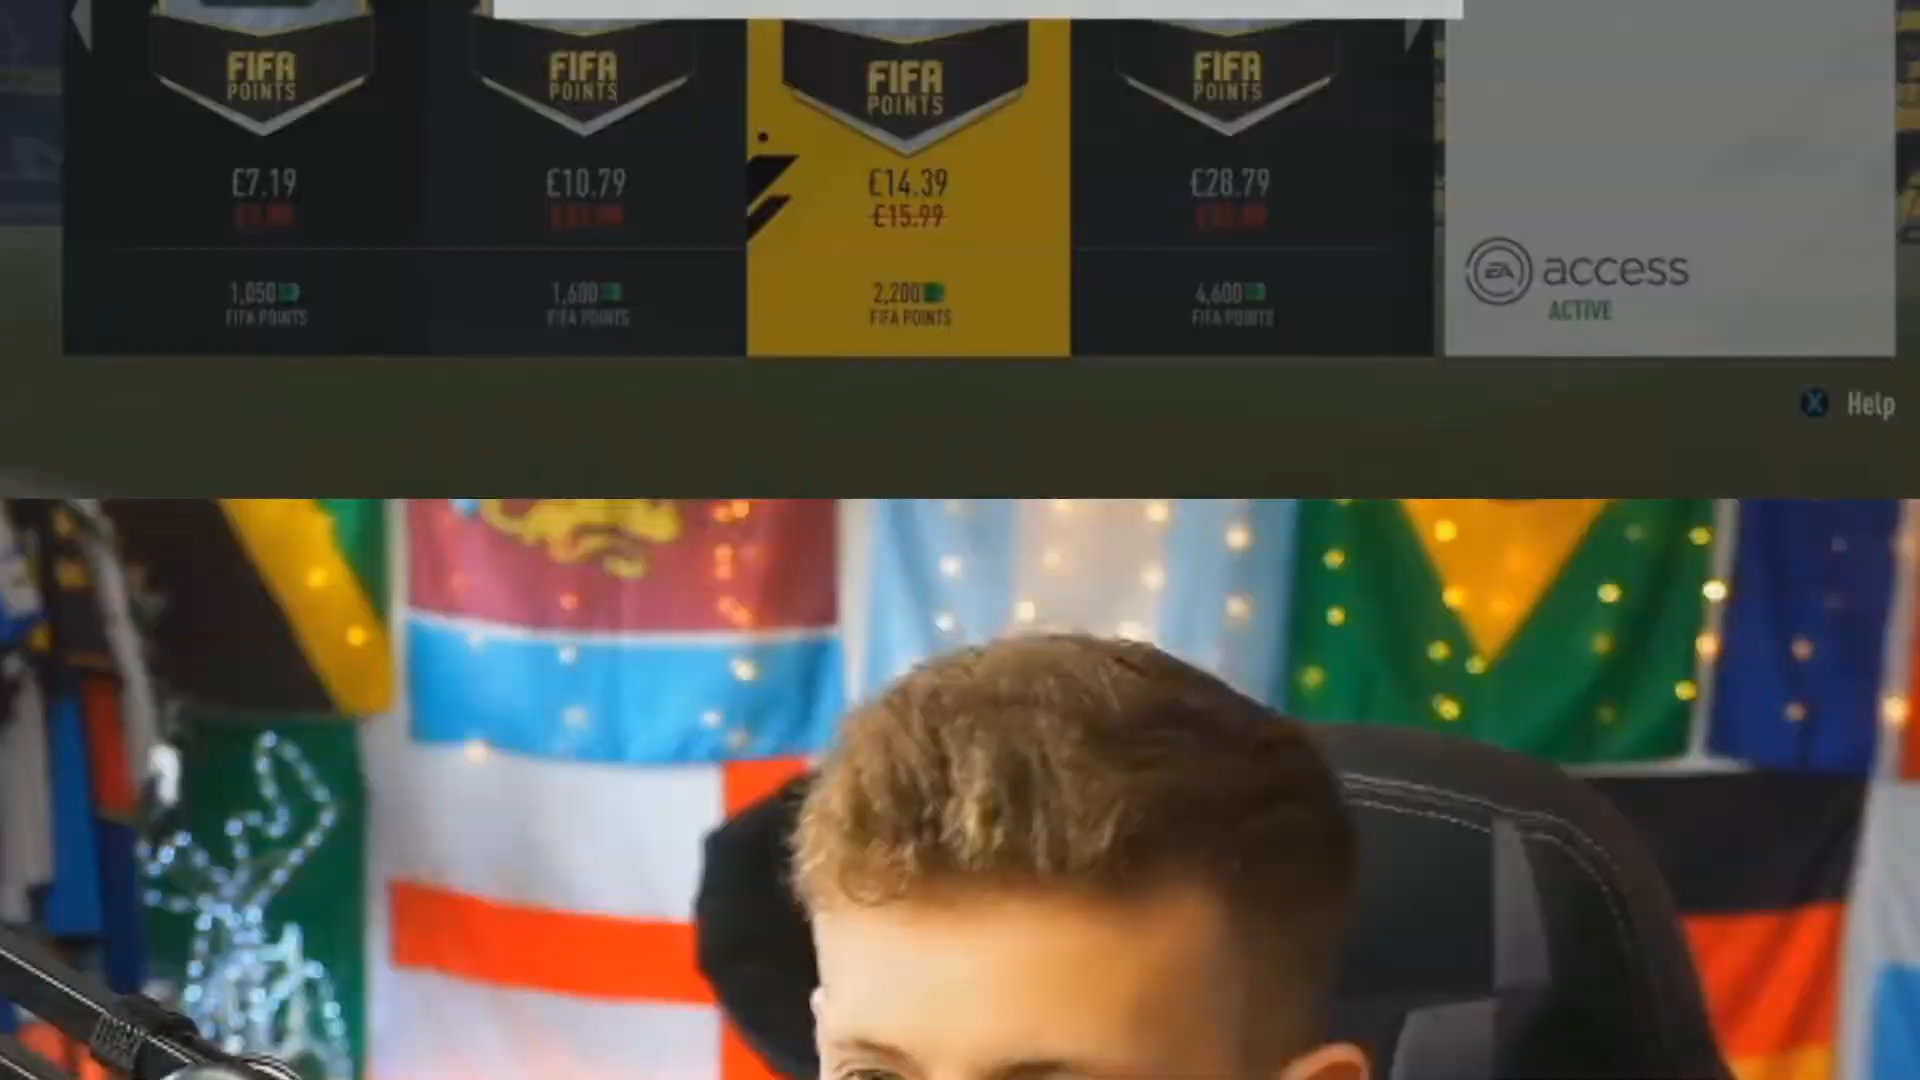 FIFA
POINTS
£7.19
1,050
FIFA POINTS
FIFA
POINTS
£10.79
1,600
FIFA POINTS
FIFA
POINTS
£14.39
£15.99
2,200
FIFA POINTS
FIFA
POINTS
£28.79
4,600
FIFA POINTS
EA access
ACTIVE
X Help